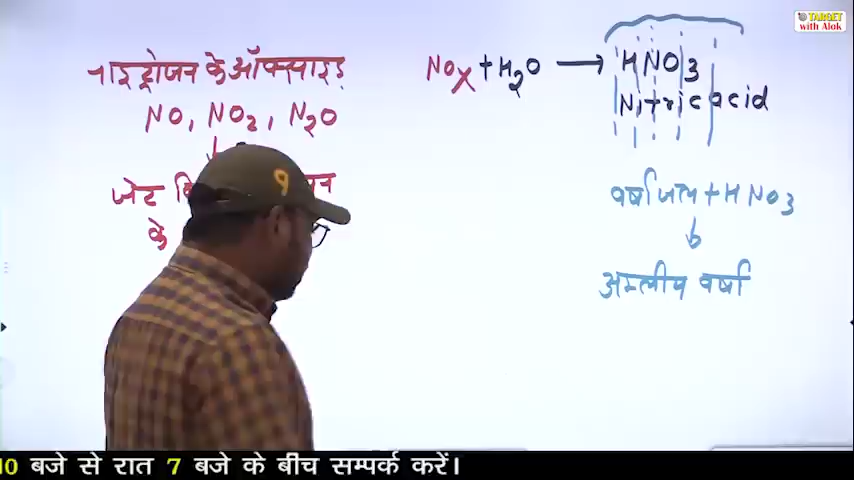 नाइट्रोजन के ऑक्साइड
NO, NO₂, N₂O
↓
जेट
के
NOx + H₂O → HNO₃
Nitric acid
वर्षाजल + HNO₃
↓
अम्लीय वर्षा
TARGET
with Alok
10 बजे से रात 7 बजे के बीच सम्पर्क करें।